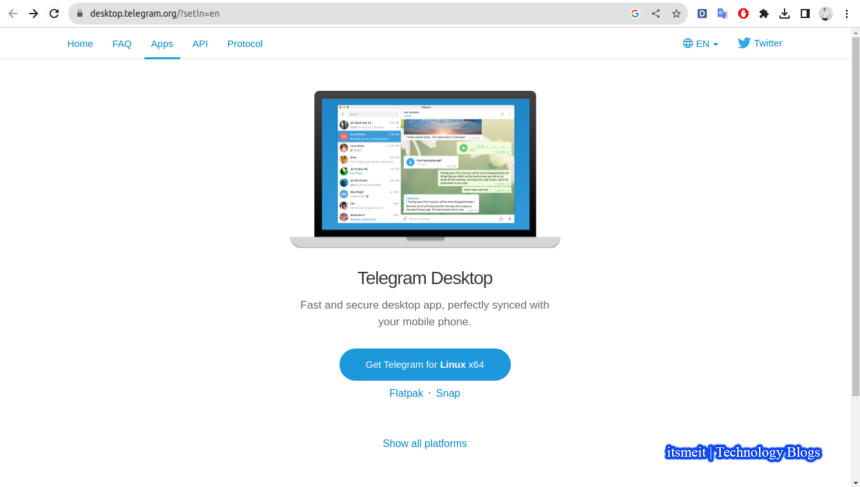 desktop.telegram.org/?setln=en
Home FAQ Apps API Protocol EN Twitter
Telegram Desktop
Fast and secure desktop app, perfectly synced with
your mobile phone.
Get Telegram for Linux x64
Flatpak · Snap
Show all platforms
itsmeit | Technology Blogs